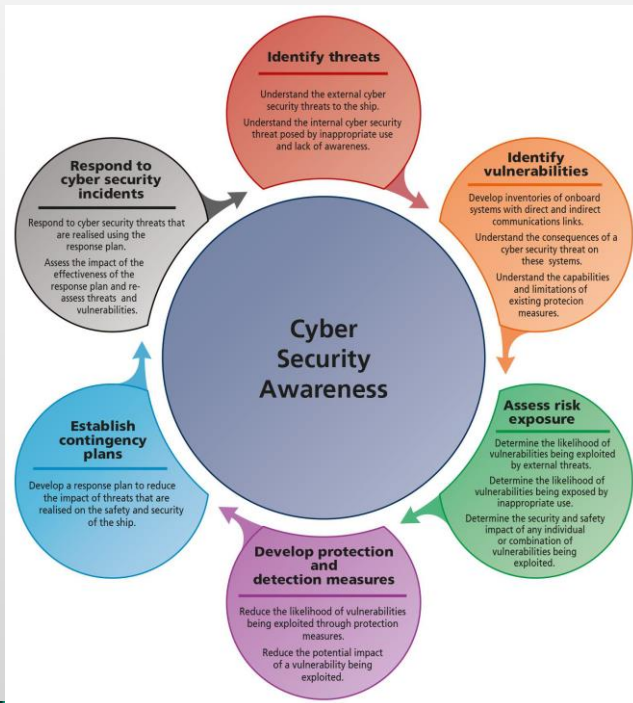 Identify threats
Understand the external cyber
security threats to the ship.
Understand the internal cyber security
threat posed by inappropriate use
and lack of awareness.
Identify
vulnerabilities
Develop inventories of onboard
systems with direct and indirect
communications links.
Understand the consequences of a
cyber security threat on
these systems.
Understand the capabilities
and limitations of
existing protecion
measures.
Assess risk
exposure
Determine the likelihood of
vulnerabilities being exploited
by external threats.
Determine the likelihood of
vulnerabilities being exposed by
inappropriate use.
Determine the security and safety
impact of any individual
or combination of
vulnerabilities being
exploited.
Develop protection
and
detection measures
Reduce the likelihood of vulnerabilities
being exploited through protection
measures.
Reduce the potential impact
of a vulnerability being
exploited.
Establish
contingency
plans
Develop a response plan to reduce
the impact of threats that are
realised on the safety and security
of the ship.
Respond to
cyber security
incidents
Respond to cyber security threats that
are realised using the
response plan.
Assess the impact of the
effectiveness of the
response plan and re-
assess threats and
vulnerabilities.
Cyber
Security
Awareness